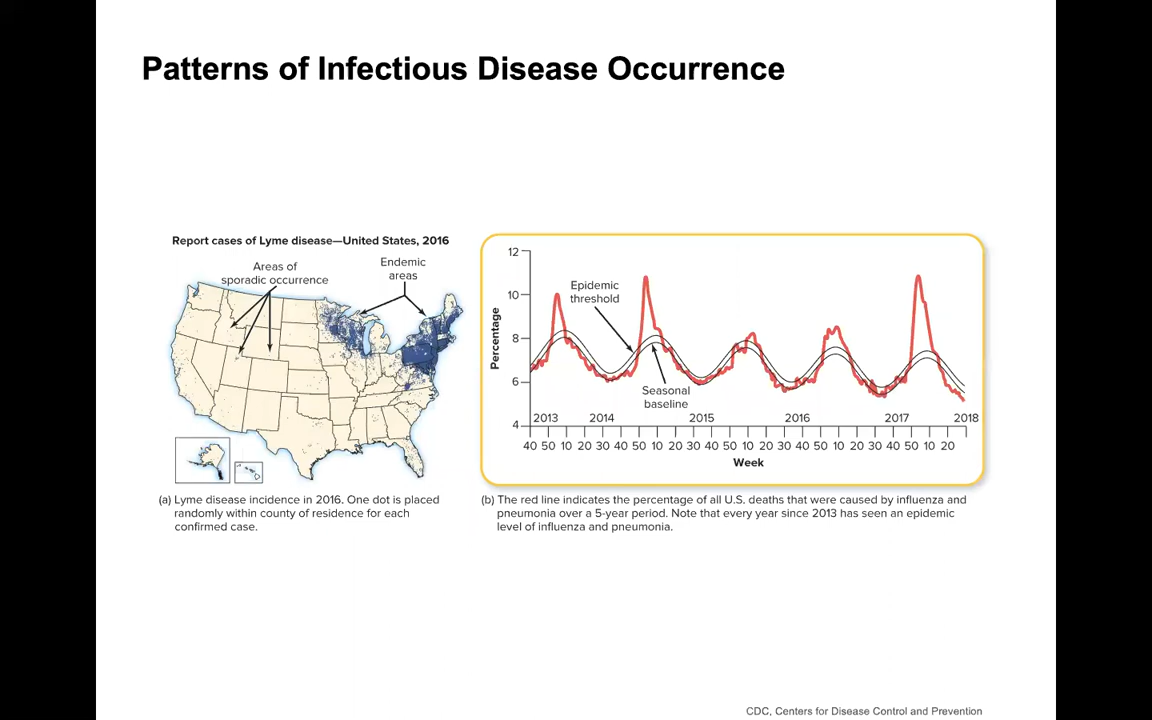 Patterns of Infectious Disease Occurrence
Report cases of Lyme disease—United States, 2016
Areas of
sporadic occurrence
Endemic
areas
(a) Lyme disease incidence in 2016. One dot is placed
randomly within county of residence for each
confirmed case.
12
10
8
6
4
Percentage
Epidemic
threshold
Seasonal
baseline
2013 2014 2015 2016 2017 2018
40 50 10 20 30 40 50 10 20 30 40 50 10 20 30 40 50 10 20 30 40 50 10 20
Week
(b) The red line indicates the percentage of all U.S. deaths that were caused by influenza and
pneumonia over a 5-year period. Note that every year since 2013 has seen an epidemic
level of influenza and pneumonia.
CDC, Centers for Disease Control and Prevention